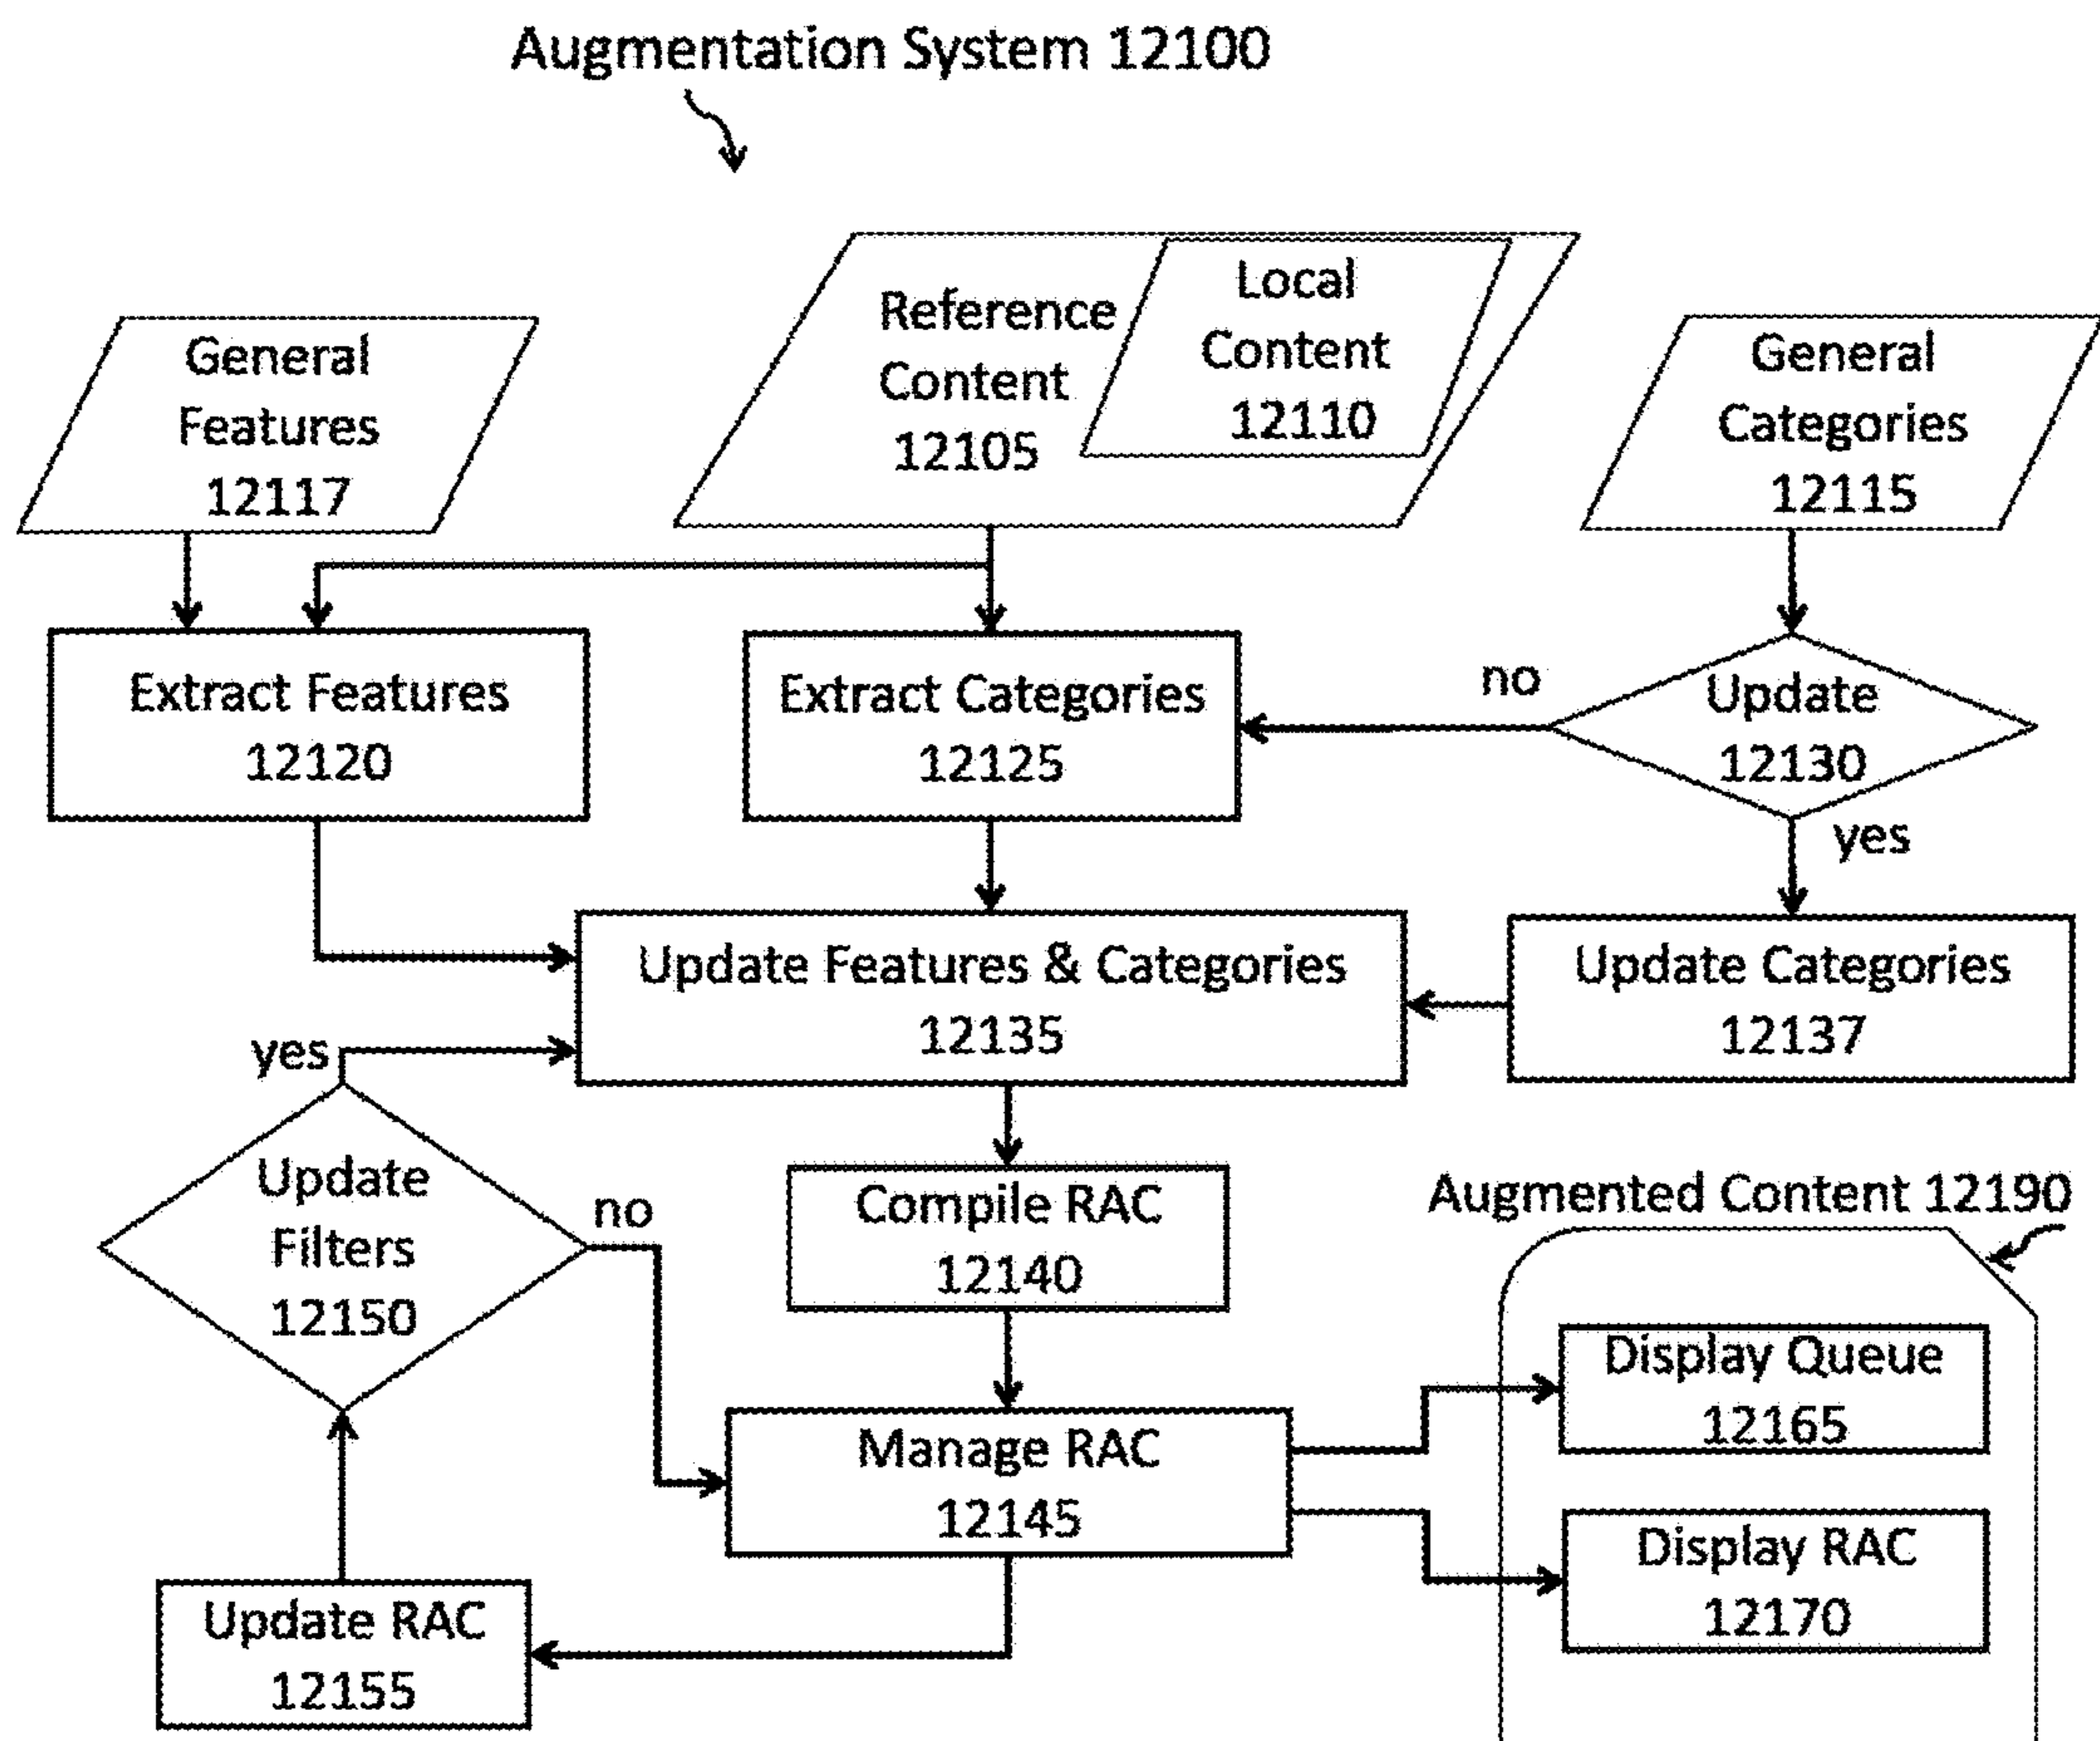 Augmentation System 12100
General
Features
12117
Reference
Content
12105
Local
Content
12110
General
Categories
12115
Extract Features
12120
Extract Categories
12125
no
Update
12130
yes
Update Features & Categories
12135
Update Categories
12137
yes
Update
Filters
12150
no
Compile RAC
12140
Augmented Content 12190
Display Queue
12165
Manage RAC
12145
Display RAC
12170
Update RAC
12155